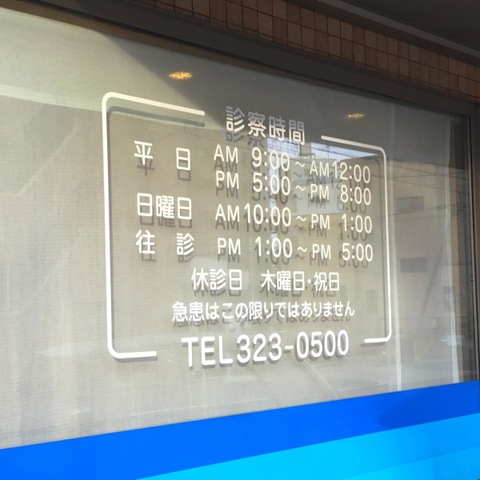 診察時間
平日 AM 9:00～AM12:00
PM 5:00～PM 8:00
日曜日 AM10:00～PM 1:00
往診 PM 1:00～PM 5:00
休診日 木曜日・祝日
急患はこの限りではありません
TEL323-0500